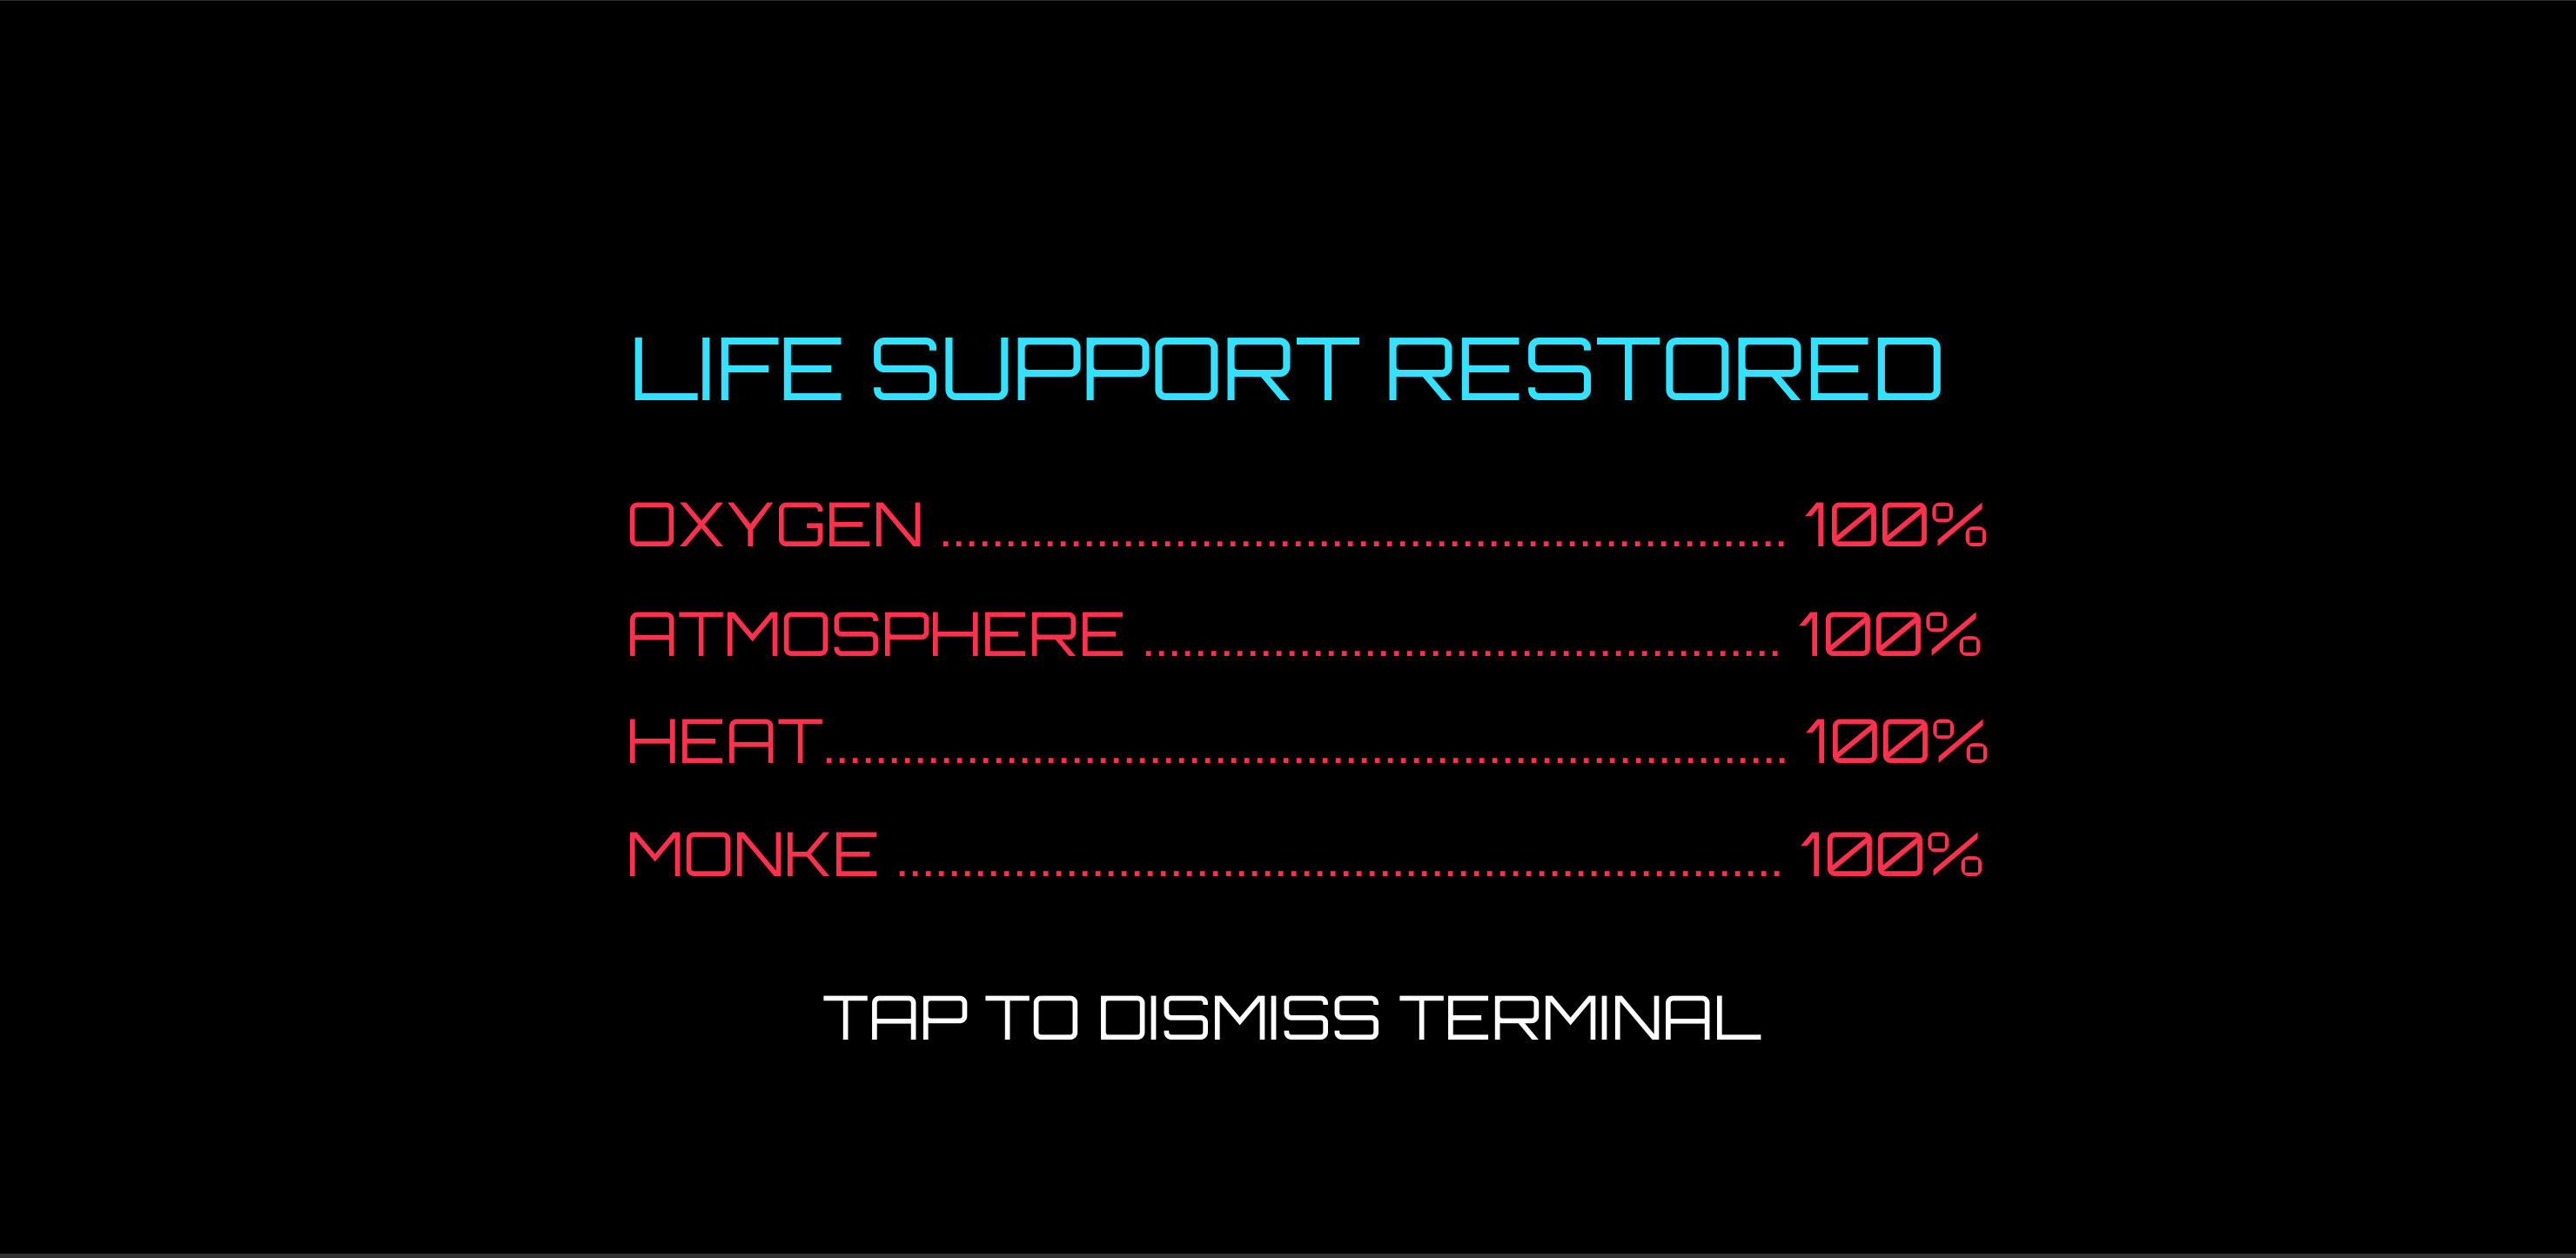 LIFE SUPPORT RESTORED
OXYGEN ................................................................. 100%
ATMOSPHERE ................................................. 100%
HEAT.......................................................................... 100%
MONKE .................................................................... 100%
TAP TO DISMISS TERMINAL